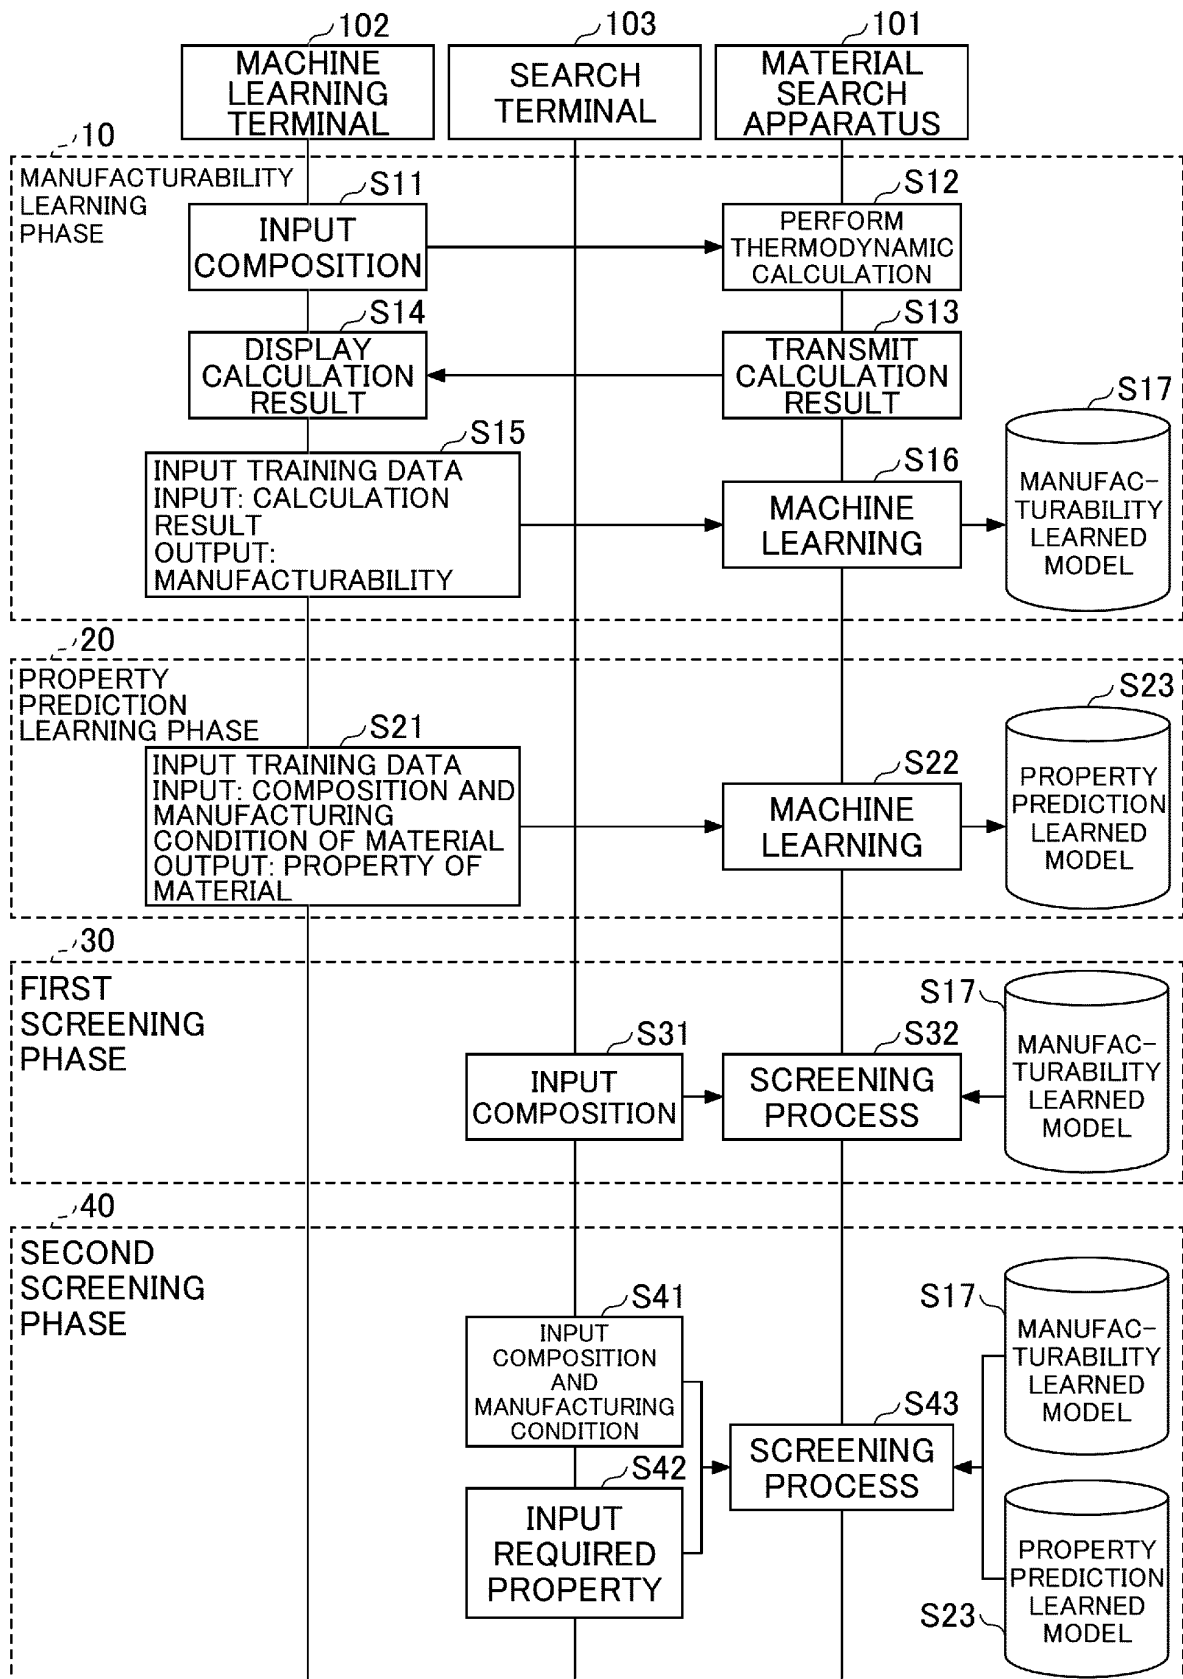 102
103
101
MACHINE
LEARNING
TERMINAL
SEARCH
TERMINAL
MATERIAL
SEARCH
APPARATUS
10
MANUFACTURABILITY
LEARNING
PHASE
S11
INPUT
COMPOSITION
S12
PERFORM
THERMODYNAMIC
CALCULATION
S14
DISPLAY
CALCULATION
RESULT
S13
TRANSMIT
CALCULATION
RESULT
S15
INPUT TRAINING DATA
INPUT: CALCULATION
RESULT
OUTPUT:
MANUFACTURABILITY
S16
MACHINE
LEARNING
S17
MANUFAC-
TURABILITY
LEARNED
MODEL
20
PROPERTY
PREDICTION
LEARNING PHASE
S21
INPUT TRAINING DATA
INPUT: COMPOSITION AND
MANUFACTURING
CONDITION OF MATERIAL
OUTPUT: PROPERTY OF
MATERIAL
S22
MACHINE
LEARNING
S23
PROPERTY
PREDICTION
LEARNED
MODEL
30
FIRST
SCREENING
PHASE
S31
INPUT
COMPOSITION
S32
SCREENING
PROCESS
S17
MANUFAC-
TURABILITY
LEARNED
MODEL
40
SECOND
SCREENING
PHASE
S41
INPUT
COMPOSITION
AND
MANUFACTURING
CONDITION
S42
INPUT
REQUIRED
PROPERTY
S43
SCREENING
PROCESS
S17
MANUFAC-
TURABILITY
LEARNED
MODEL
PROPERTY
PREDICTION
LEARNED
MODEL
S23